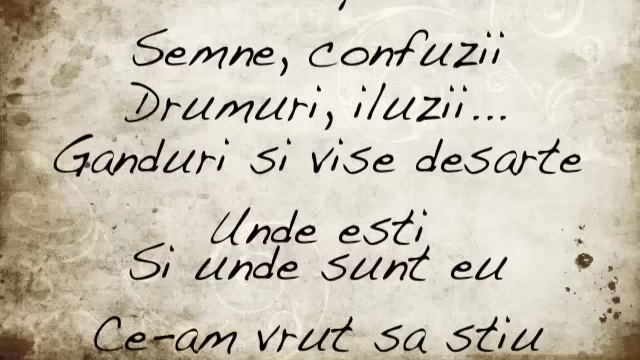 Semne, confuzii
Drumuri, iluzii...
Ganduri si vise desarte
Unde esti
Si unde sunt eu
Ce-am vrut sa stiu